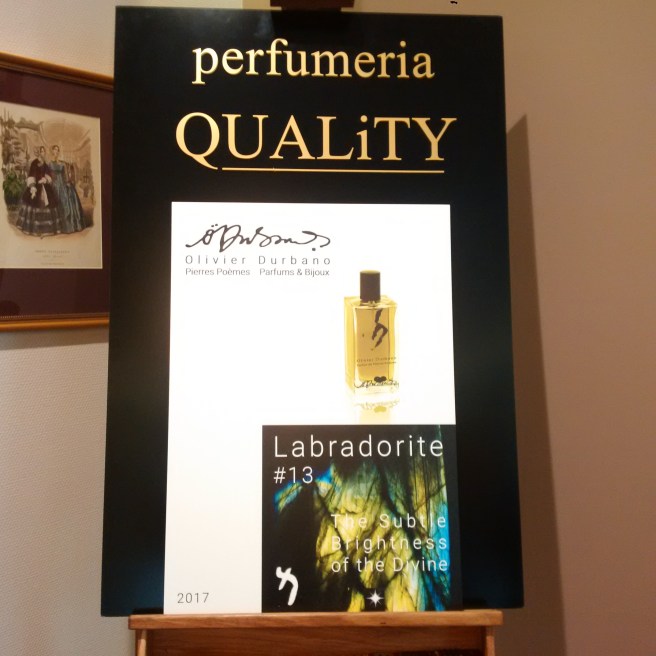 perfumeria
QUALiTY
Olivier Durbano
Pierres Poèmes Parfums & Bijoux
Labradorite
#13
The Subtle
Brightness
of the Divine
2017